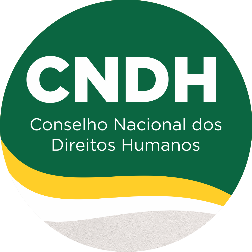 CNDH
Conselho Nacional dos
Direitos Humanos